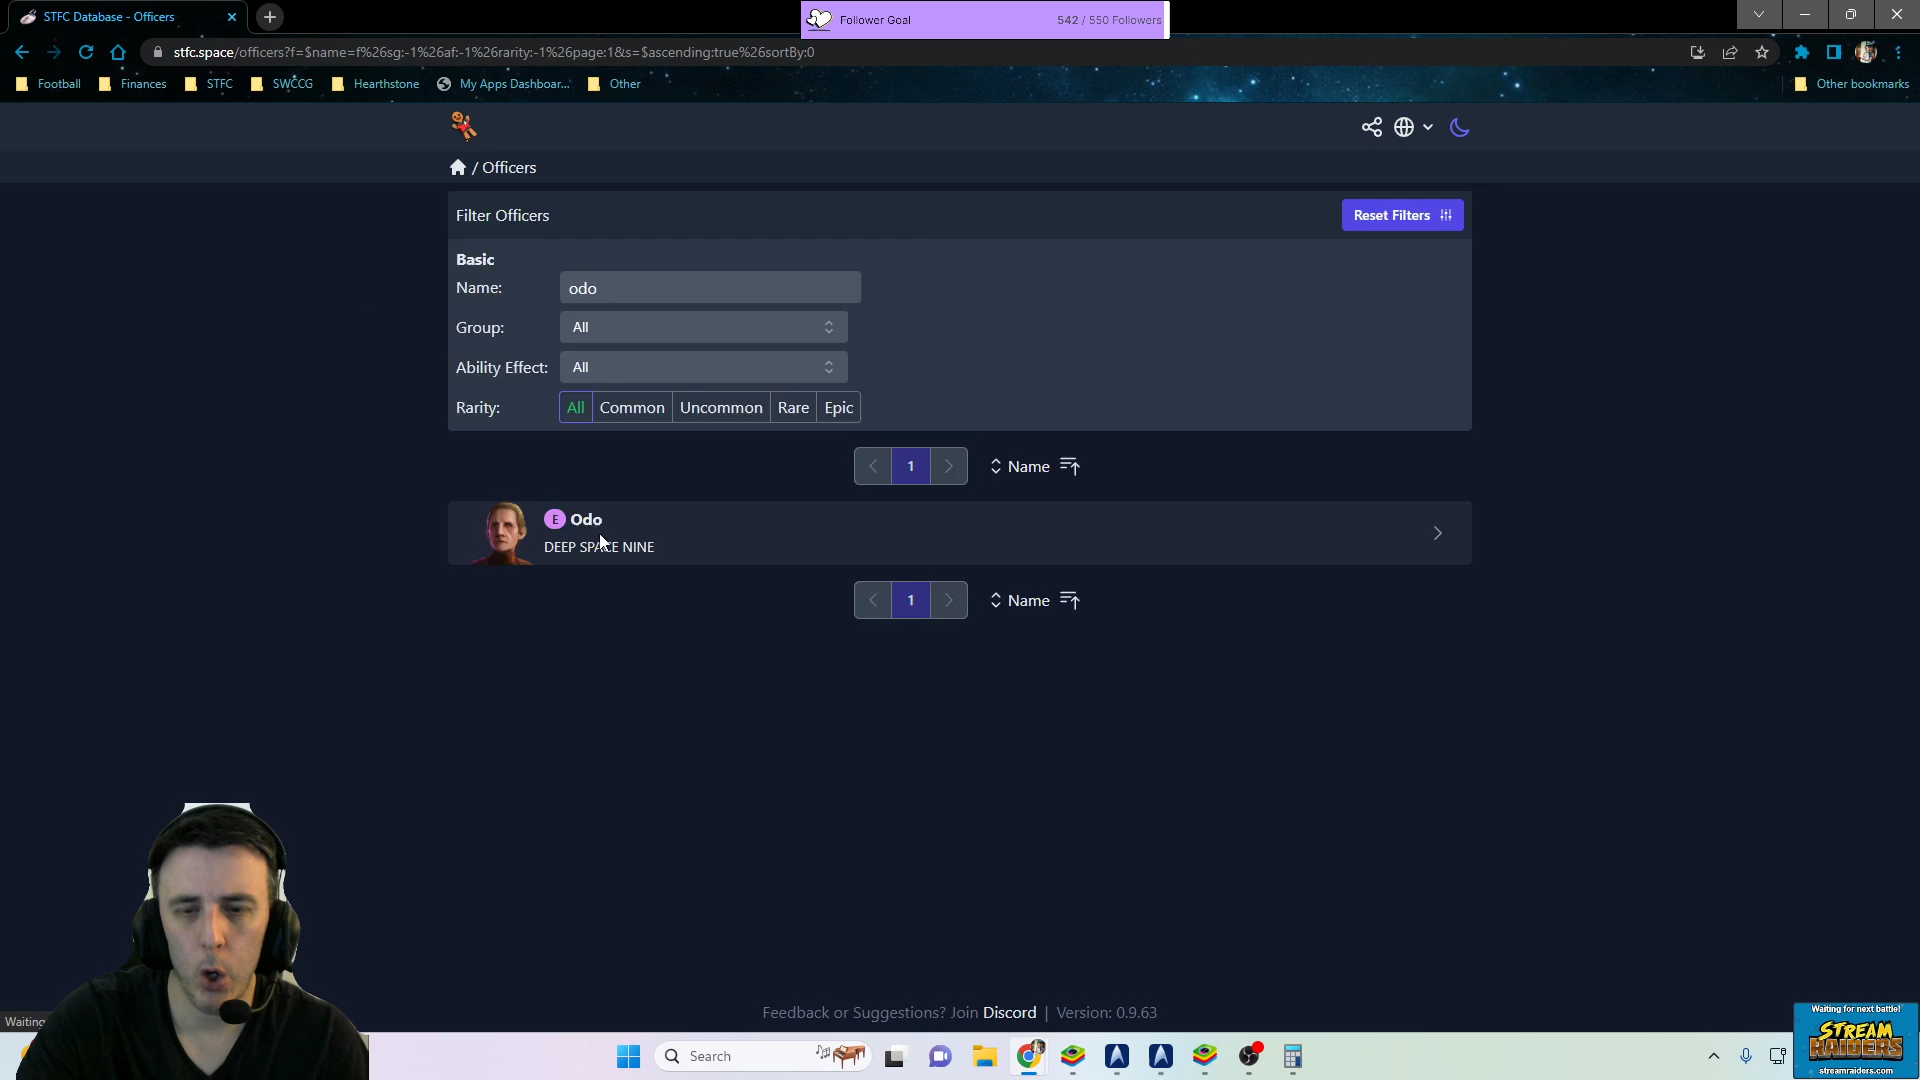 STFC Database - Officers
Follower Goal
542 / 550 Followers
stfc.space/officers?f=$name=f%26sg:-1%26af:-1%26rarity:-1%26page:1&s=$ascending:true%26sortBy:0
Football
Finances
STFC
SWCCG
Hearthstone
My Apps Dashboar...
Other
Other bookmarks
/ Officers
Filter Officers
Reset Filters
Basic
Name:
odo
Group:
All
Ability Effect:
All
Rarity:
All
Common
Uncommon
Rare
Epic
1
Name
E Odo
DEEP SPACE NINE
1
Name
Feedback or Suggestions? Join Discord | Version: 0.9.63
Waiting
Search
Waiting for next battle!
STREAM
RAIDERS
streamraiders.com